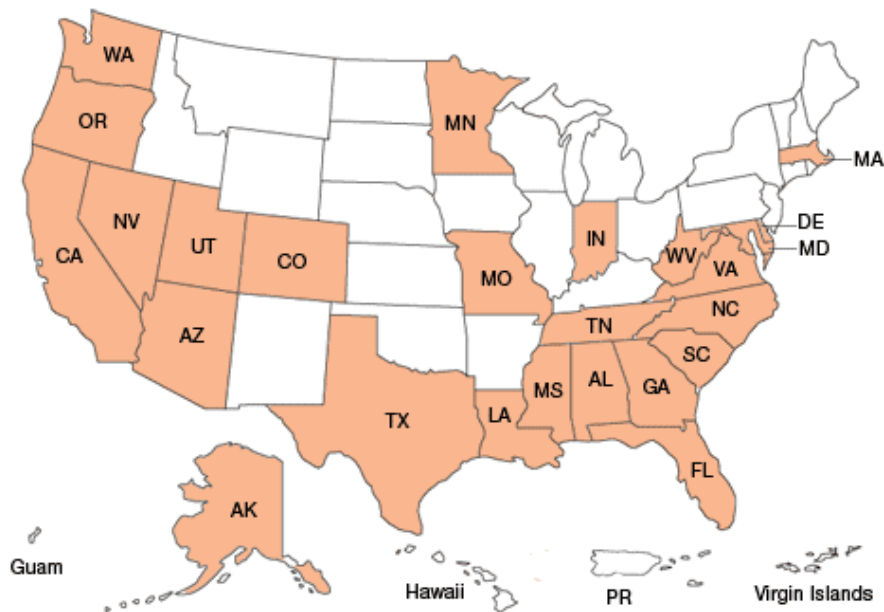 WA
OR
MN
MA
NV
CA
UT
CO
IN
DE
MD
WV
VA
MO
NC
TN
AZ
SC
MS
AL
GA
LA
TX
FL
AK
Guam
Hawaii
PR
Virgin Islands